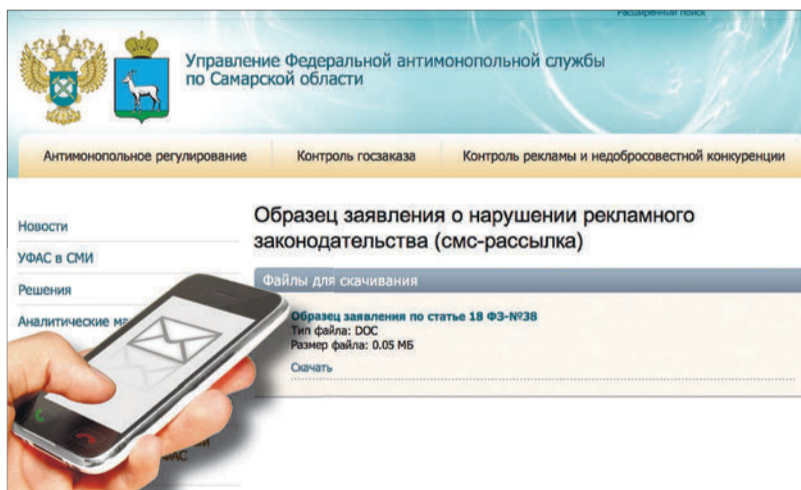 Расширенный поиск
Управление Федеральной антимонопольной службы
по Самарской области
Антимонопольное регулирование
Контроль госзаказа
Контроль рекламы и недобросовестной конкуренции
Новости
УФАС в СМИ
Решения
Аналитические ма
Образец заявления о нарушении рекламного
законодательства (смс-рассылка)
Файлы для скачивания
Образец заявления по статье 18 ФЗ-№38
Тип файла: DOC
Размер файла: 0.05 МБ
Скачать